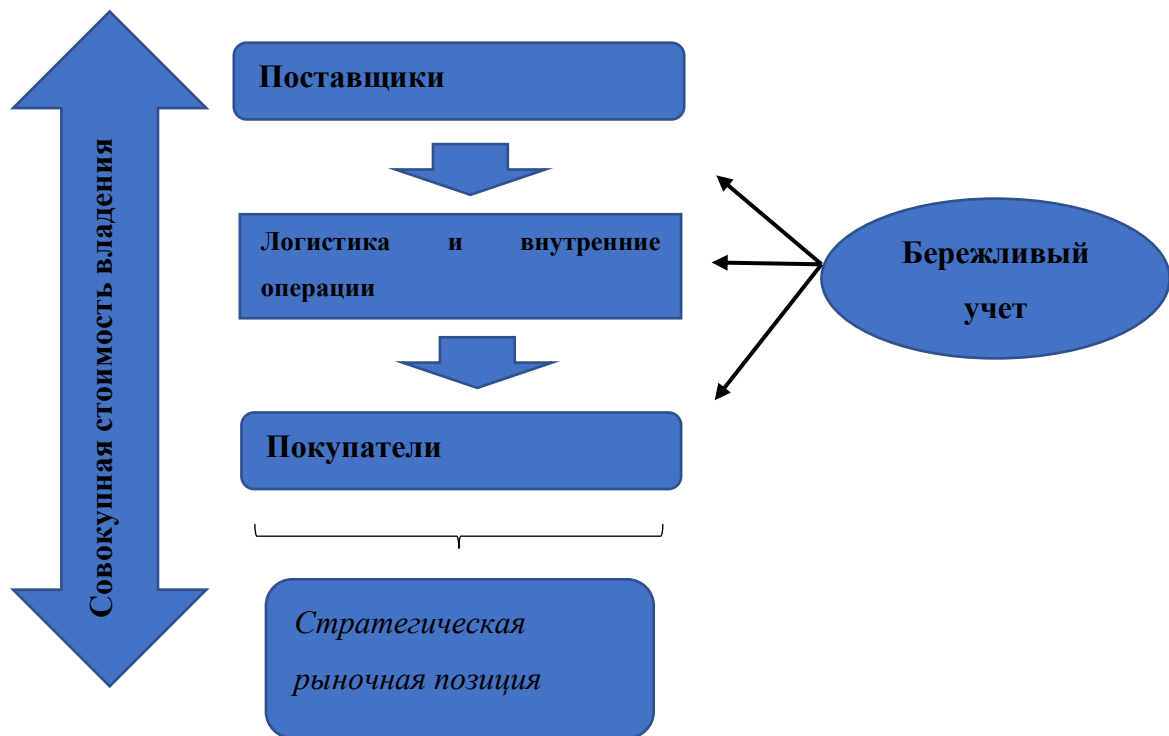 Совокупная стоимость владения
Поставщики
Логистика и внутренние
операции
Покупатели
Стратегическая
рыночная позиция
Бережливый
учет